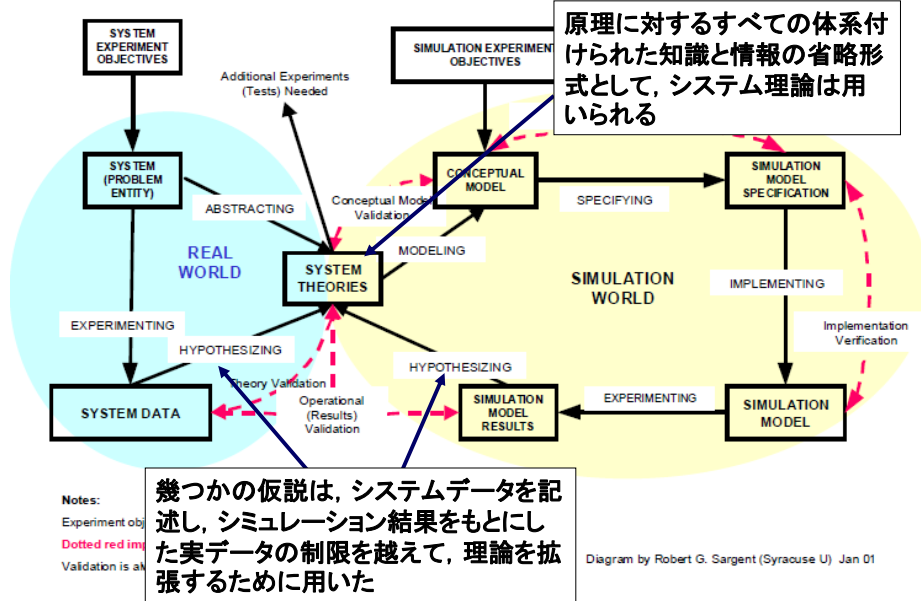 SYSTEM
EXPERIMENT
OBJECTIVES
SIMULATION EXPERIMENT
OBJECTIVES
原理に対するすべての体系付
けられた知識と情報の省略形
式として，システム理論は用
いられる
Additional Experiments
(Tests) Needed
SYSTEM
(PROBLEM
ENTITY)
CONCEPTUAL
MODEL
SIMULATION
MODEL
SPECIFICATION
ABSTRACTING
Conceptual Model
Validation
SPECIFYING
REAL
WORLD
MODELING
SYSTEM
THEORIES
SIMULATION
WORLD
IMPLEMENTING
EXPERIMENTING
HYPOTHESIZING
HYPOTHESIZING
Implementation
Verification
Theory Validation
Operational
(Results)
Validation
SYSTEM DATA
SIMULATION
MODEL
RESULTS
EXPERIMENTING
SIMULATION
MODEL
幾つかの仮説は，システムデータを記
述し，シミュレーション結果をもとにし
た実データの制限を越えて，理論を拡
張するために用いた
Notes:
Experiment
Dotted red
Validation is
Diagram by Robert G. Sargent (Syracuse U) Jan 01